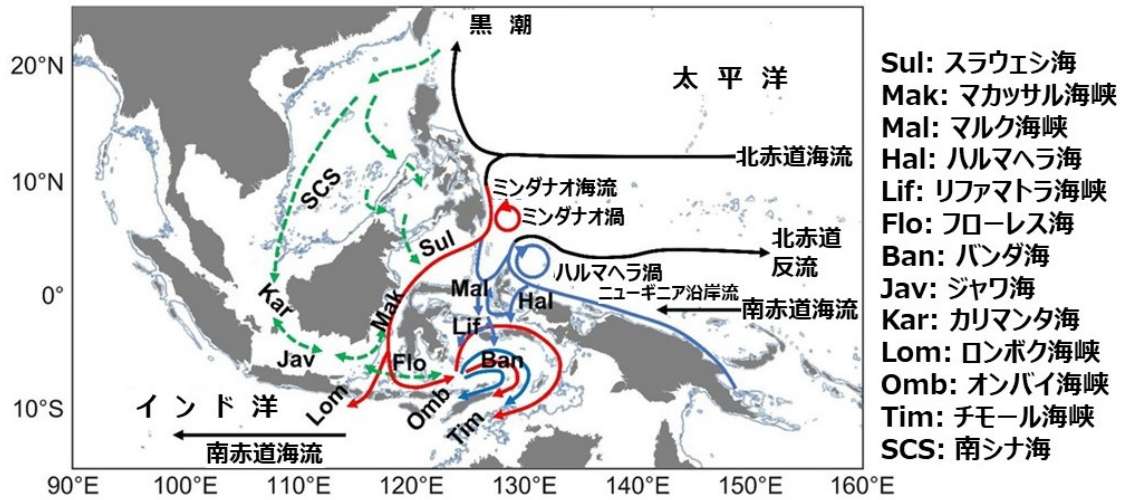 黒 潮
20°N
太 平 洋
北赤道海流
10°N
SCS
ミンダナオ海流
ミンダナオ渦
Sul
北赤道
反流
ハルマヘラ渦
ニューギニア沿岸流
0°
Kar
Mak
Mal
Hal
南赤道海流
Lif
Jav
Flo
Ban
10°S
インド洋
Lom
Omb
Tim
南赤道海流
90°E
100°E
110°E
120°E
130°E
140°E
150°E
160°E
Sul: スラウェシ海
Mak: マカッサル海峡
Mal: マルク海峡
Hal: ハルマヘラ海
Lif: リファマトラ海峡
Flo: フローレス海
Ban: バンダ海
Jav: ジャワ海
Kar: カリマンタ海
Lom: ロンボク海峡
Omb: オンバイ海峡
Tim: チモール海峡
SCS: 南シナ海